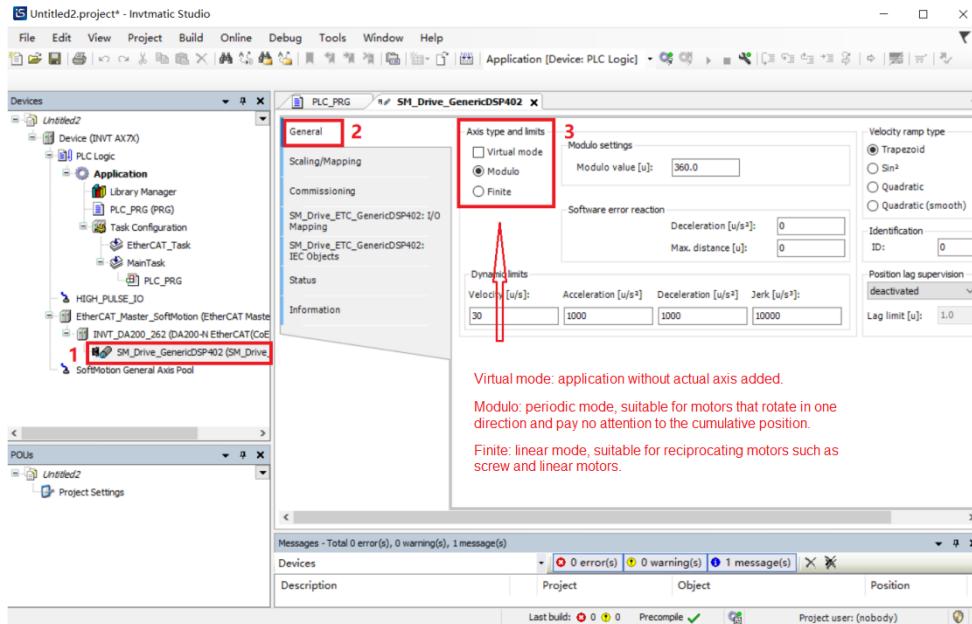 Untitled2.project* - Invtmatic Studio
File Edit View Project Build Online Debug Tools Window Help
Application [Device: PLC Logic]
Devices
Untitled2
Device (INVT AX7X)
PLC Logic
Application
Library Manager
PLC_PRG (PRG)
Task Configuration
EtherCAT_Task
MainTask
PLC_PRG
HIGH_PULSE_IO
EtherCAT_Master_SoftMotion (EtherCAT Maste
INVT_DA200_262 (DA200-N EtherCAT(CoE
1 SM_Drive_GenericDSP402 (SM_Drive_
SoftMotion General Axis Pool
POUs
Untitled2
Project Settings
PLC_PRG SM_Drive_GenericDSP402
General 2
Scaling/Mapping
Commissioning
SM_Drive_ETC_GenericDSP402: I/O
Mapping
SM_Drive_ETC_GenericDSP402:
IEC Objects
Status
Information
Axis type and limits 3
Virtual mode
Modulo
Finite
Modulo settings
Modulo value [u]: 360.0
Software error reaction
Deceleration [u/s²]: 0
Max. distance [u]: 0
Dynamic limits
Velocity [u/s]: Acceleration [u/s²] Deceleration [u/s²] Jerk [u/s³]:
30 1000 1000 10000
Velocity ramp type
Trapezoid
Sin²
Quadratic
Quadratic (smooth)
Identification
ID: 0
Position lag supervision
deactivated
Lag limit [u]: 1.0
Virtual mode: application without actual axis added.
Modulo: periodic mode, suitable for motors that rotate in one
direction and pay no attention to the cumulative position.
Finite: linear mode, suitable for reciprocating motors such as
screw and linear motors.
Messages - Total 0 error(s), 0 warning(s), 1 message(s)
Devices 0 error(s) 0 warning(s) 1 message(s)
Description Project Object Position
Last build: 0 0 Precompile Project user: (nobody)